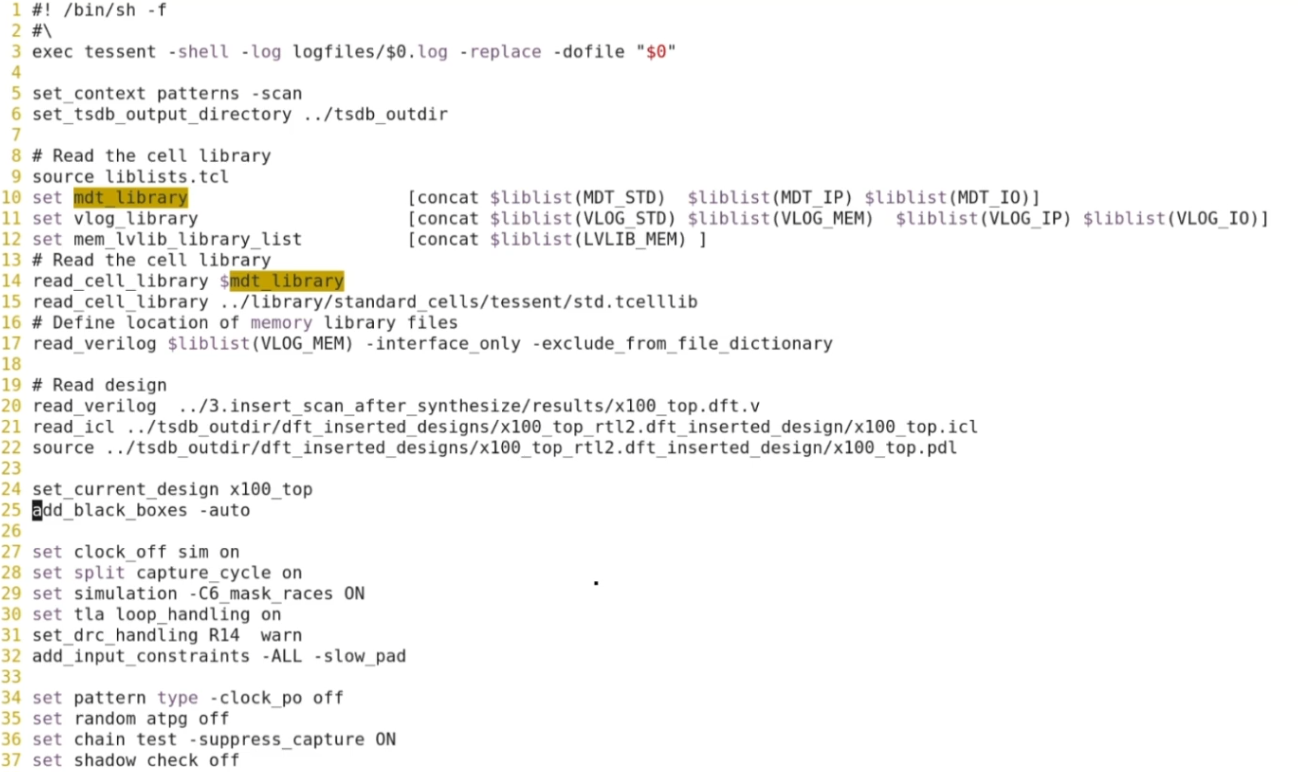 1 #! /bin/sh -f
2 #\
3 exec tessent -shell -log logfiles/$0.log -replace -dofile "$0"
4
5 set_context patterns -scan
6 set_tsdb_output_directory ../tsdb_outdir
7
8 # Read the cell library
9 source liblists.tcl
10 set mdt_library [concat $liblist(MDT_STD)  $liblist(MDT_IP) $liblist(MDT_IO)]
11 set vlog_library [concat $liblist(VLOG_STD) $liblist(VLOG_MEM)  $liblist(VLOG_IP) $liblist(VLOG_IO)]
12 set mem_lvlib_library_list [concat $liblist(LVLIB_MEM) ]
13 # Read the cell library
14 read_cell_library $mdt_library
15 read_cell_library ../library/standard_cells/tessent/std.tcelllib
16 # Define location of memory library files
17 read_verilog $liblist(VLOG_MEM) -interface_only -exclude_from_file_dictionary
18
19 # Read design
20 read_verilog  ../3.insert_scan_after_synthesize/results/x100_top.dft.v
21 read_icl ../tsdb_outdir/dft_inserted_designs/x100_top_rtl2.dft_inserted_design/x100_top.icl
22 source ../tsdb_outdir/dft_inserted_designs/x100_top_rtl2.dft_inserted_design/x100_top.pdl
23
24 set_current_design x100_top
25 add_black_boxes -auto
26
27 set clock_off sim on
28 set split capture_cycle on
29 set simulation -C6_mask_races ON
30 set tla loop_handling on
31 set_drc_handling R14  warn
32 add_input_constraints -ALL -slow_pad
33
34 set pattern type -clock_po off
35 set random atpg off
36 set chain test -suppress_capture ON
37 set shadow check off